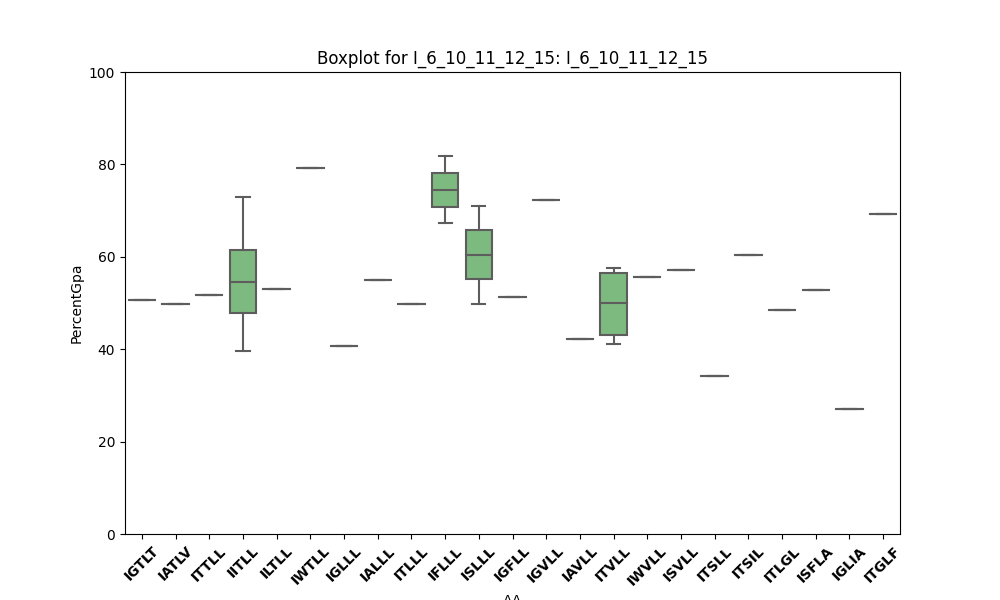 Boxplot for I_6_10_11_12_15: I_6_10_11_12_15
PercentGpa
100
80
60
40
20
0
IGTLT
IATLV
ITTLL
IITLL
ILTLL
IWTLL
IGLLL
IALLL
ITLLL
IFLLL
ISLLL
IGFLL
IGVLL
IAVLL
ITVLL
IWVLL
ISVLL
ITSLL
ITSIL
ITLGL
ISFLA
IGLIA
ITGLF
AA